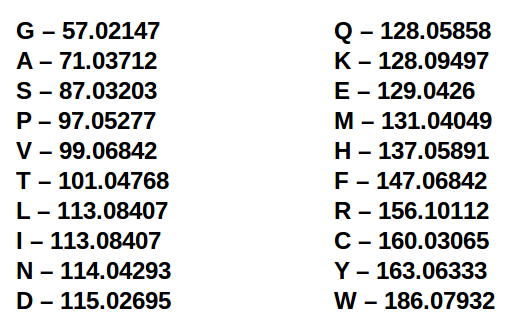 G – 57.02147
A – 71.03712
S – 87.03203
P – 97.05277
V – 99.06842
T – 101.04768
L – 113.08407
I – 113.08407
N – 114.04293
D – 115.02695
Q – 128.05858
K – 128.09497
E – 129.0426
M – 131.04049
H – 137.05891
F – 147.06842
R – 156.10112
C – 160.03065
Y – 163.06333
W – 186.07932